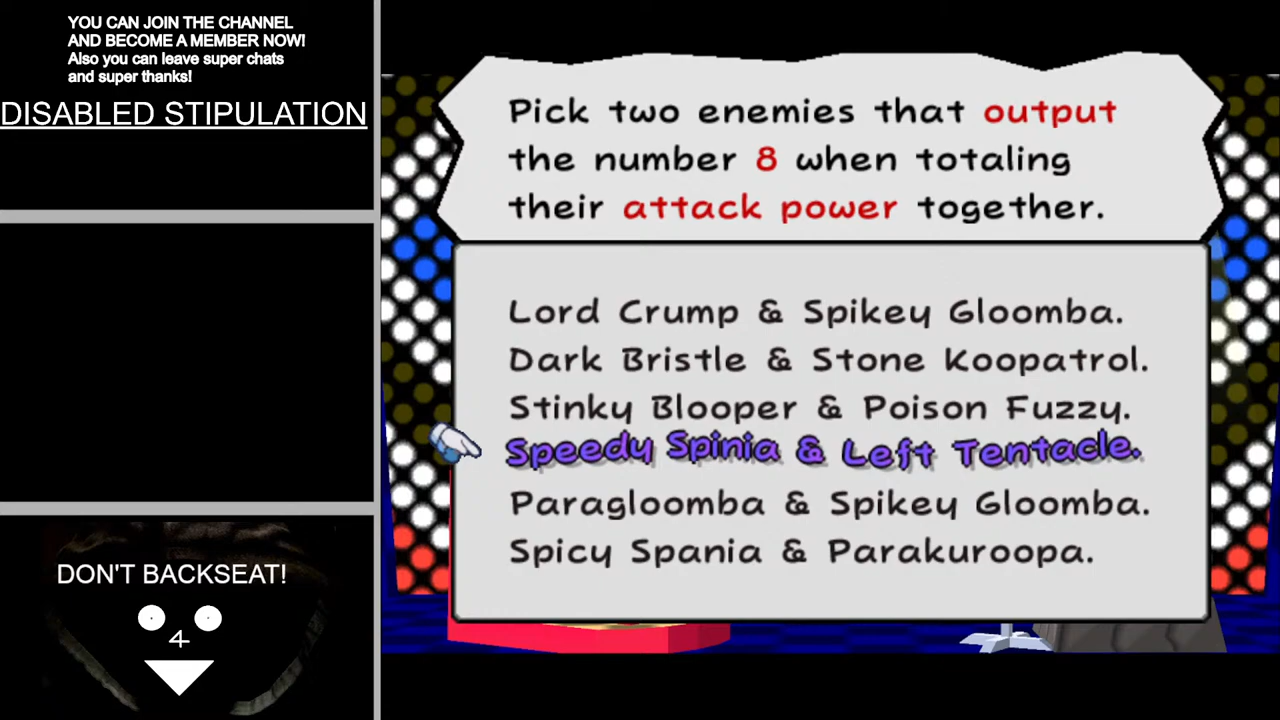 YOU CAN JOIN THE CHANNEL
AND BECOME A MEMBER NOW!
Also you can leave super chats
and super thanks!
DISABLED STIPULATION
Pick two enemies that output
the number 8 when totaling
their attack power together.
Lord Crump & Spikey Gloomba.
Dark Bristle & Stone Koopatrol.
Stinky Blooper & Poison Fuzzy.
Speedy Spinia & Left Tentacle.
Paragloomba & Spikey Gloomba.
Spicy Spania & Parakuroopa.
DON'T BACKSEAT!
4